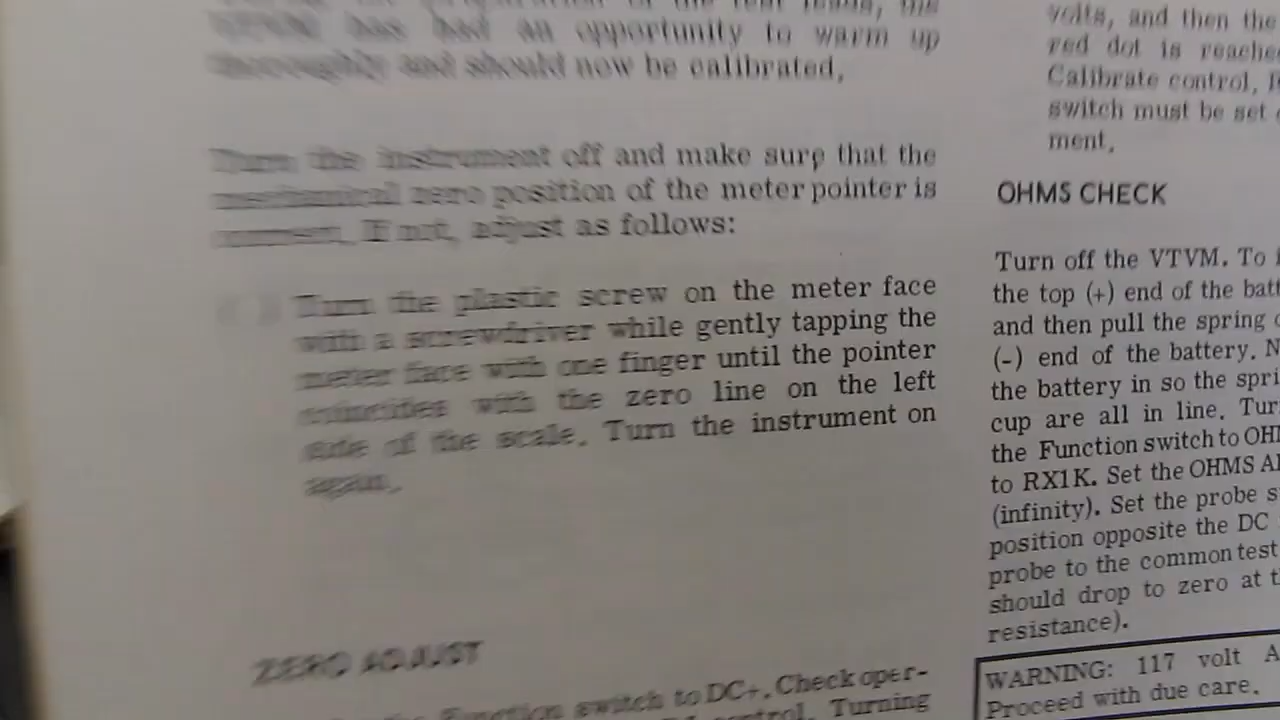 VTVM has had an opportunity to warm up
thoroughly and should now be calibrated.
Turn the instrument off and make sure that the
mechanical zero position of the meter pointer is
correct. If not, adjust as follows:
( ) Turn the plastic screw on the meter face
with a screwdriver while gently tapping the
meter face with one finger until the pointer
coincides with the zero line on the left
side of the scale. Turn the instrument on
again.
ZERO ADJUST
Function switch to DC+. Check oper-
control. Turning
volts, and then the
red dot is reache
Calibrate control,
switch must be set
ment.
OHMS CHECK
Turn off the VTVM. To
the top (+) end of the batt
and then pull the spring
(-) end of the battery. N
the battery in so the spri
cup are all in line. Tur
the Function switch to OH
to RX1K. Set the OHMS A
(infinity). Set the probe s
position opposite the DC
probe to the common test
should drop to zero at t
resistance).
WARNING: 117 volt A
Proceed with due care.